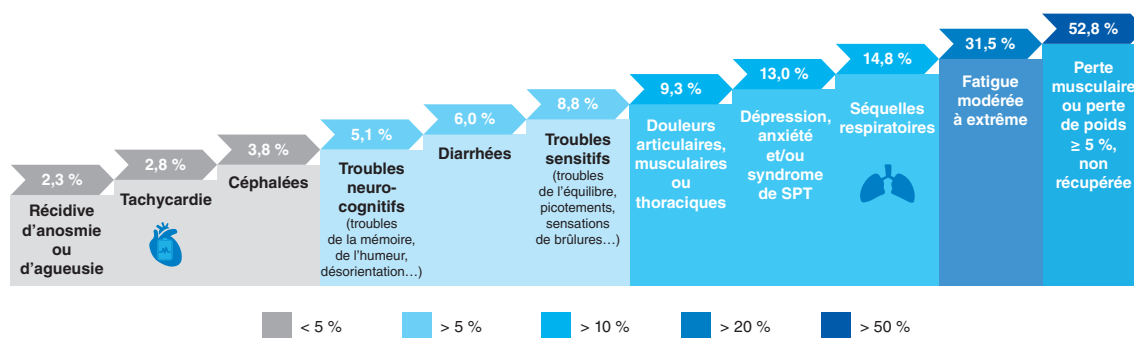 2,3 %
Récidive
d'anosmie
ou
d'agueusie
2,8 %
Tachycardie
3,8 %
Céphalées
5,1 %
Troubles
neuro-
cognitifs
(troubles
de la mémoire,
de l'humeur,
désorientation…)
6,0 %
Diarrhées
8,8 %
Troubles
sensitifs
(troubles
de l'équilibre,
picotements,
sensations
de brûlures…)
9,3 %
Douleurs
articulaires,
musculaires
ou
thoraciques
13,0 %
Dépression,
anxiété
et/ou
syndrome
de SPT
14,8 %
Séquelles
respiratoires
31,5 %
Fatigue
modérée
à extrême
52,8 %
Perte
musculaire
ou perte
de poids
≥ 5 %,
non
récupérée
< 5 %
> 5 %
> 10 %
> 20 %
> 50 %